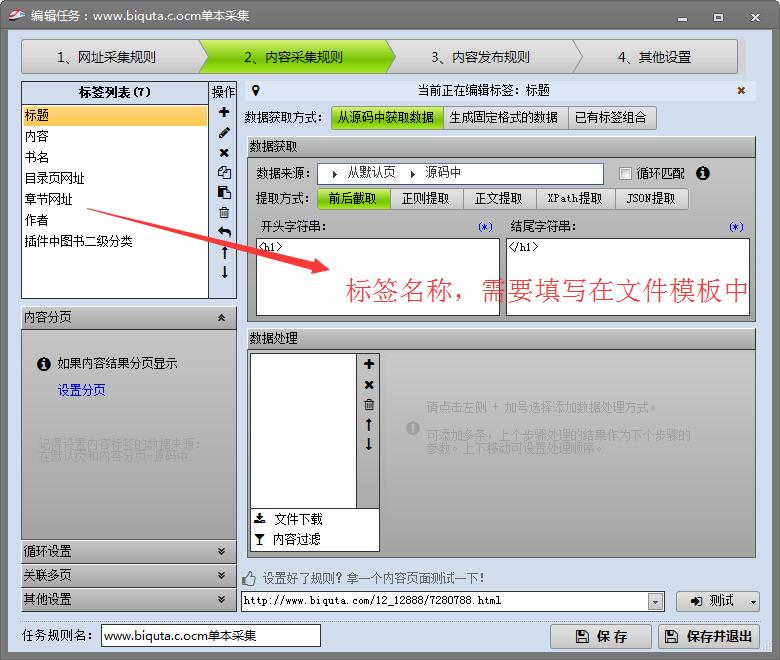 编辑任务: www.biquta.c.ocm单本采集
1、网址采集规则
2、内容采集规则
3、内容发布规则
4、其他设置
标签列表(7)
操作
标题
内容
书名
目录页网址
章节网址
作者
插件中图书二级分类
当前正在编辑标签: 标题
数据获取方式:
从源码中获取数据
生成固定格式的数据
已有标签组合
数据获取
数据来源:
从默认页
源码中
循环匹配
提取方式:
前后截取
正则提取
正文提取
XPath提取
JSON提取
开头字符串:
(*)
结尾字符串:
(*)
<h1>
</h1>
标签名称，需要填写在文件模板中
内容分页
如果内容结果分页显示
设置分页
记得设置内容标签的数据来源:
在默认页和内容分页-源码中
数据处理
请点击左侧 + 加号选择添加数据处理方式。
可添加多条, 上个步骤处理的结果作为下个步骤的
参数。上下移动可设置处理顺序。
文件下载
内容过滤
循环设置
关联多页
其他设置
设置好了规则? 拿一个内容页面测试一下!
http://www.biquta.com/12_12888/7280788.html
测试
任务规则名:
www.biquta.c.ocm单本采集
保 存
保存并退出